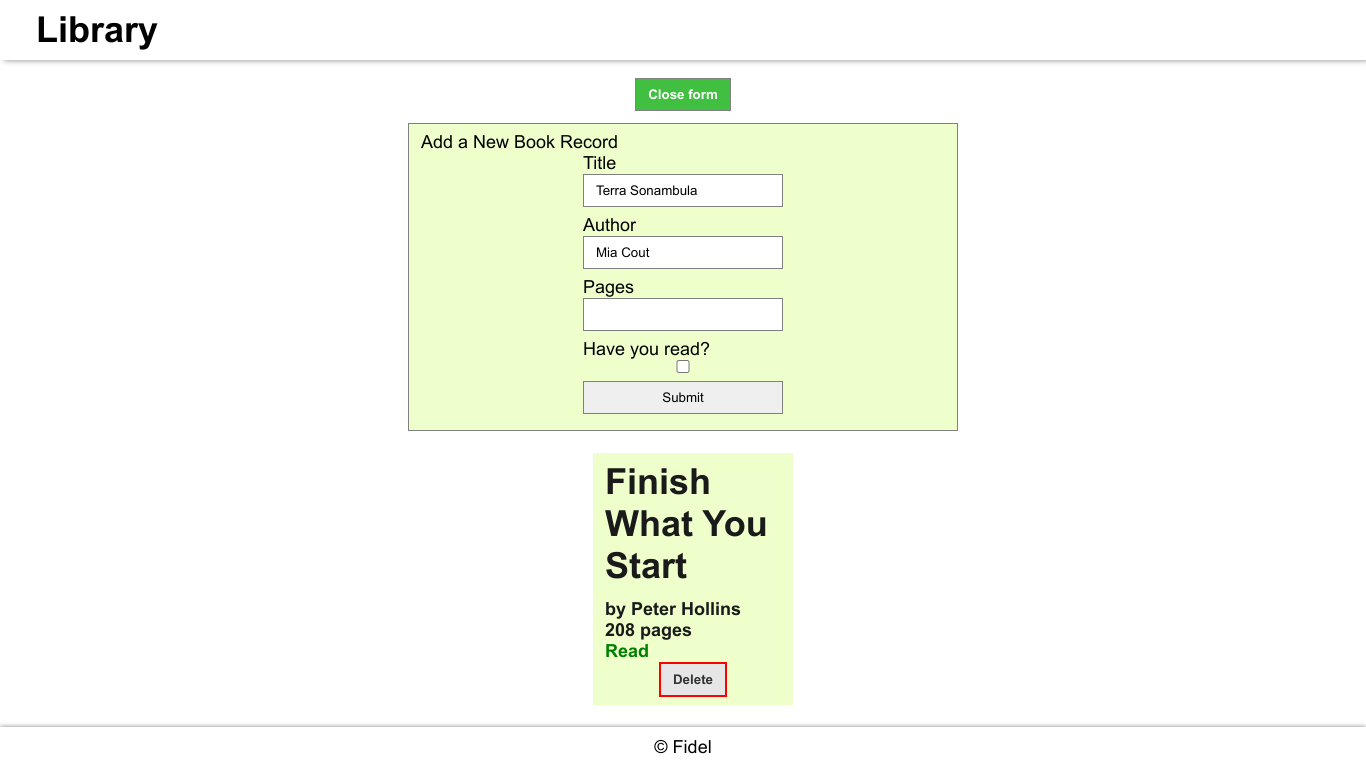 Library
Close form
Add a New Book Record
Title
Terra Sonambula
Author
Mia Cout
Pages
Have you read?
Submit
Finish
What You
Start
by Peter Hollins
208 pages
Read
Delete
© Fidel